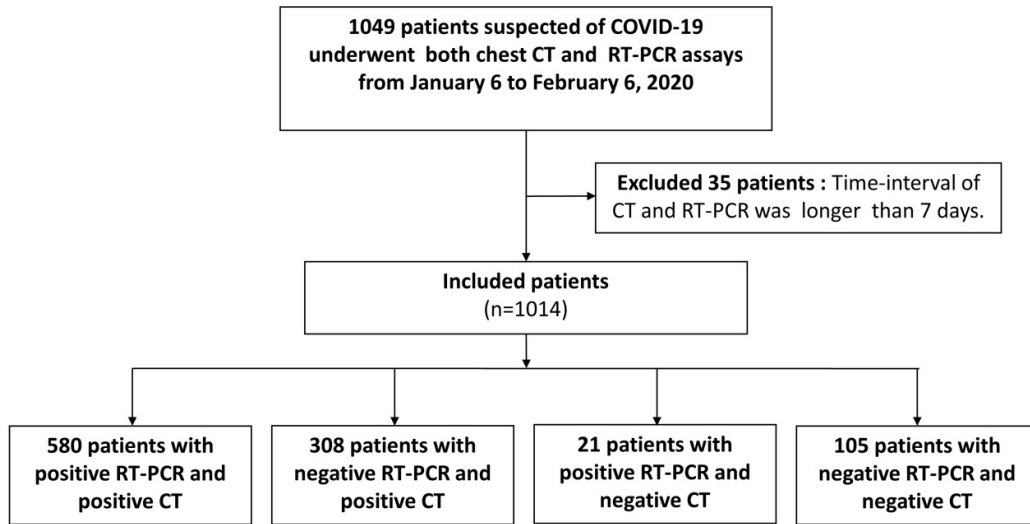 1049 patients suspected of COVID-19
underwent both chest CT and RT-PCR assays
from January 6 to February 6, 2020
Excluded 35 patients : Time-interval of
CT and RT-PCR was longer than 7 days.
Included patients
(n=1014)
580 patients with
positive RT-PCR and
positive CT
308 patients with
negative RT-PCR and
positive CT
21 patients with
positive RT-PCR and
negative CT
105 patients with
negative RT-PCR and
negative CT